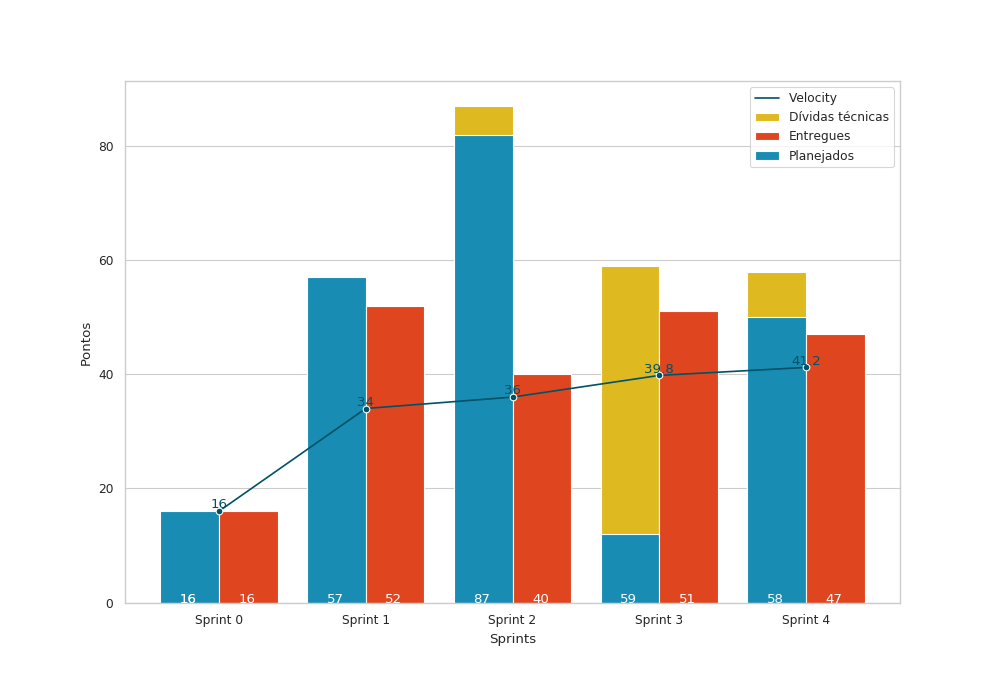 Velocity
Dívidas técnicas
Entregues
Planejados
80
60
40
20
0
Pontos
16
34
36
39.8
41.2
16 16 57 52 87 40 59 51 58 47
Sprint 0 Sprint 1 Sprint 2 Sprint 3 Sprint 4
Sprints